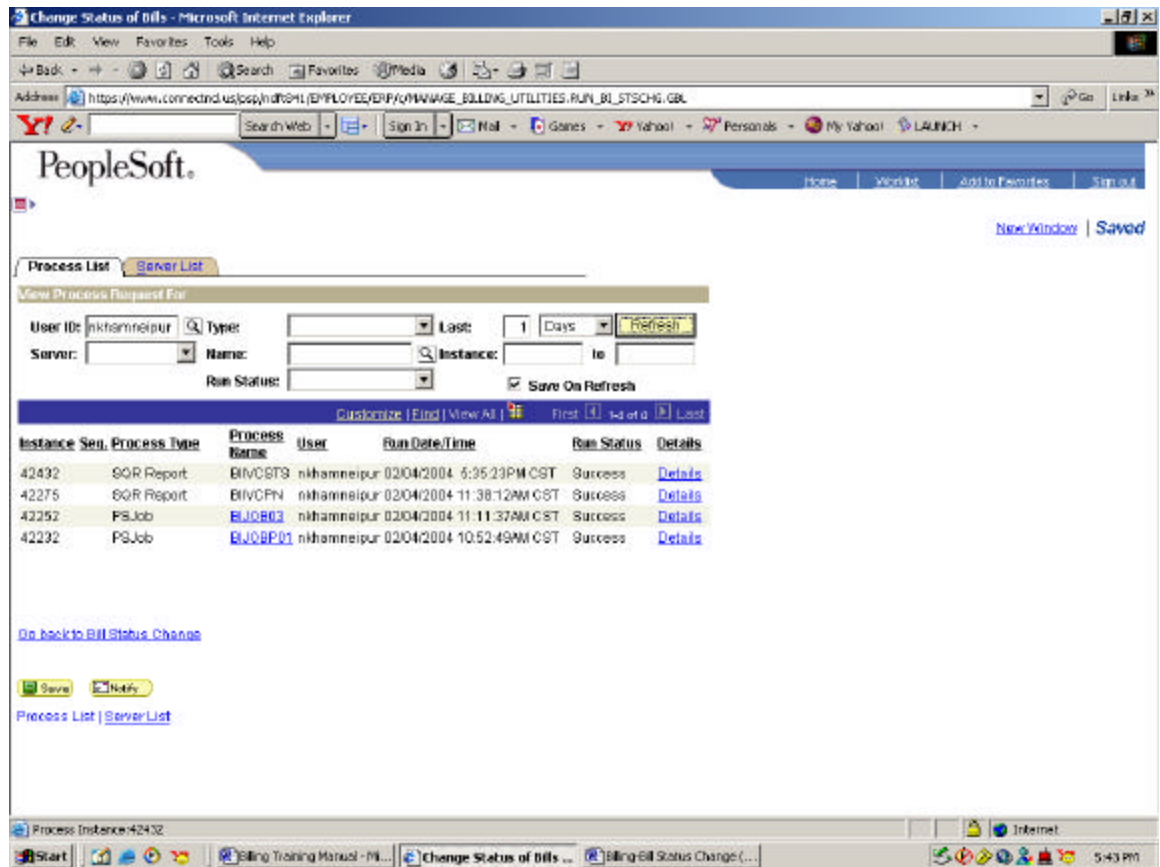 Change Status of Bills - Microsoft Internet Explorer
File Edit View Favorites Tools Help
Back Search Favorites Media
Address https://www.connectnd.us/psp/ndfs841/EMPLOYEE/ERP/c/MANAGE_BILLING_UTILITIES.RUN_BI_STSCHG.GBL Go Links »
Y! Search Web Sign In Mail Games Yahoo! Personals My Yahoo! LAUNCH
PeopleSoft.
Home Worklist Add to Favorites Sign out
New Window | Saved
Process List Server List
View Process Request For
User ID: nkhamneipur Type: Last: 1 Days Refresh
Server: Name: Instance: to
Run Status: Save On Refresh
Customize | Find | View All | First 1-4 of 4 Last
Instance Seq. Process Type Process Name User Run Date/Time Run Status Details
42432 SQR Report BIIVCSTS nkhamneipur 02/04/2004 5:35:23PM CST Success Details
42275 SQR Report BIIVCPN nkhamneipur 02/04/2004 11:38:12AM CST Success Details
42252 PSJob BIJOB03 nkhamneipur 02/04/2004 11:11:37AM CST Success Details
42232 PSJob BIJOBP01 nkhamneipur 02/04/2004 10:52:49AM CST Success Details
Go back to Bill Status Change
Save Notify
Process List | Server List
Process Instance:42432 Internet
Start Billing Training Manual - Mi... Change Status of Bills ... Billing-Bill Status Change (... 5:43 PM